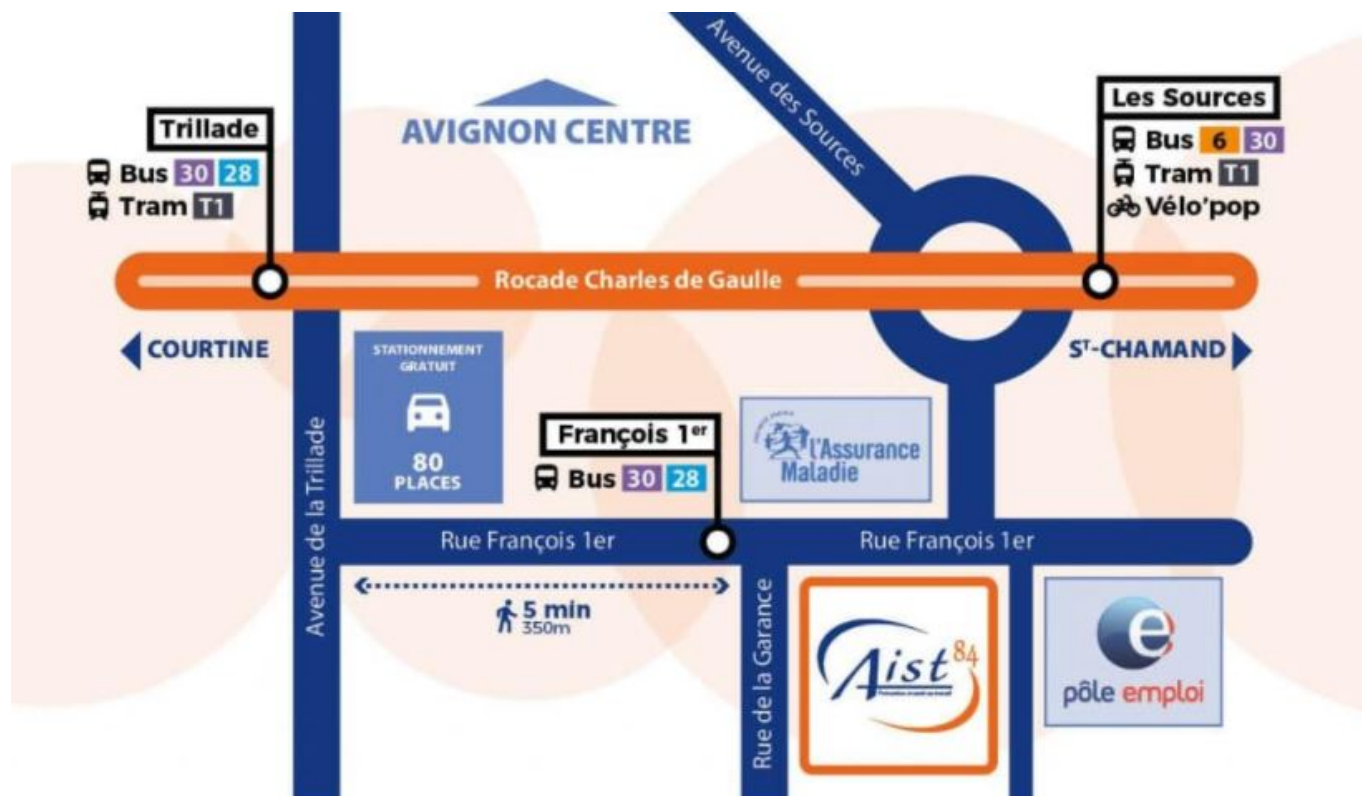 Avenue des Sources
AVIGNON CENTRE
Trillade
Bus 30 28
Tram T1
Les Sources
Bus 6 30
Tram T1
Vélo'pop
Rocade Charles de Gaulle
COURTINE
Sᵀ-CHAMAND
STATIONNEMENT
GRATUIT
80
PLACES
François 1ᵉʳ
Bus 30 28
l'Assurance
Maladie
Avenue de la Trillade
Rue François 1er
Rue François 1er
5 min
350m
Rue de la Garance
Aist 84
e
pôle emploi